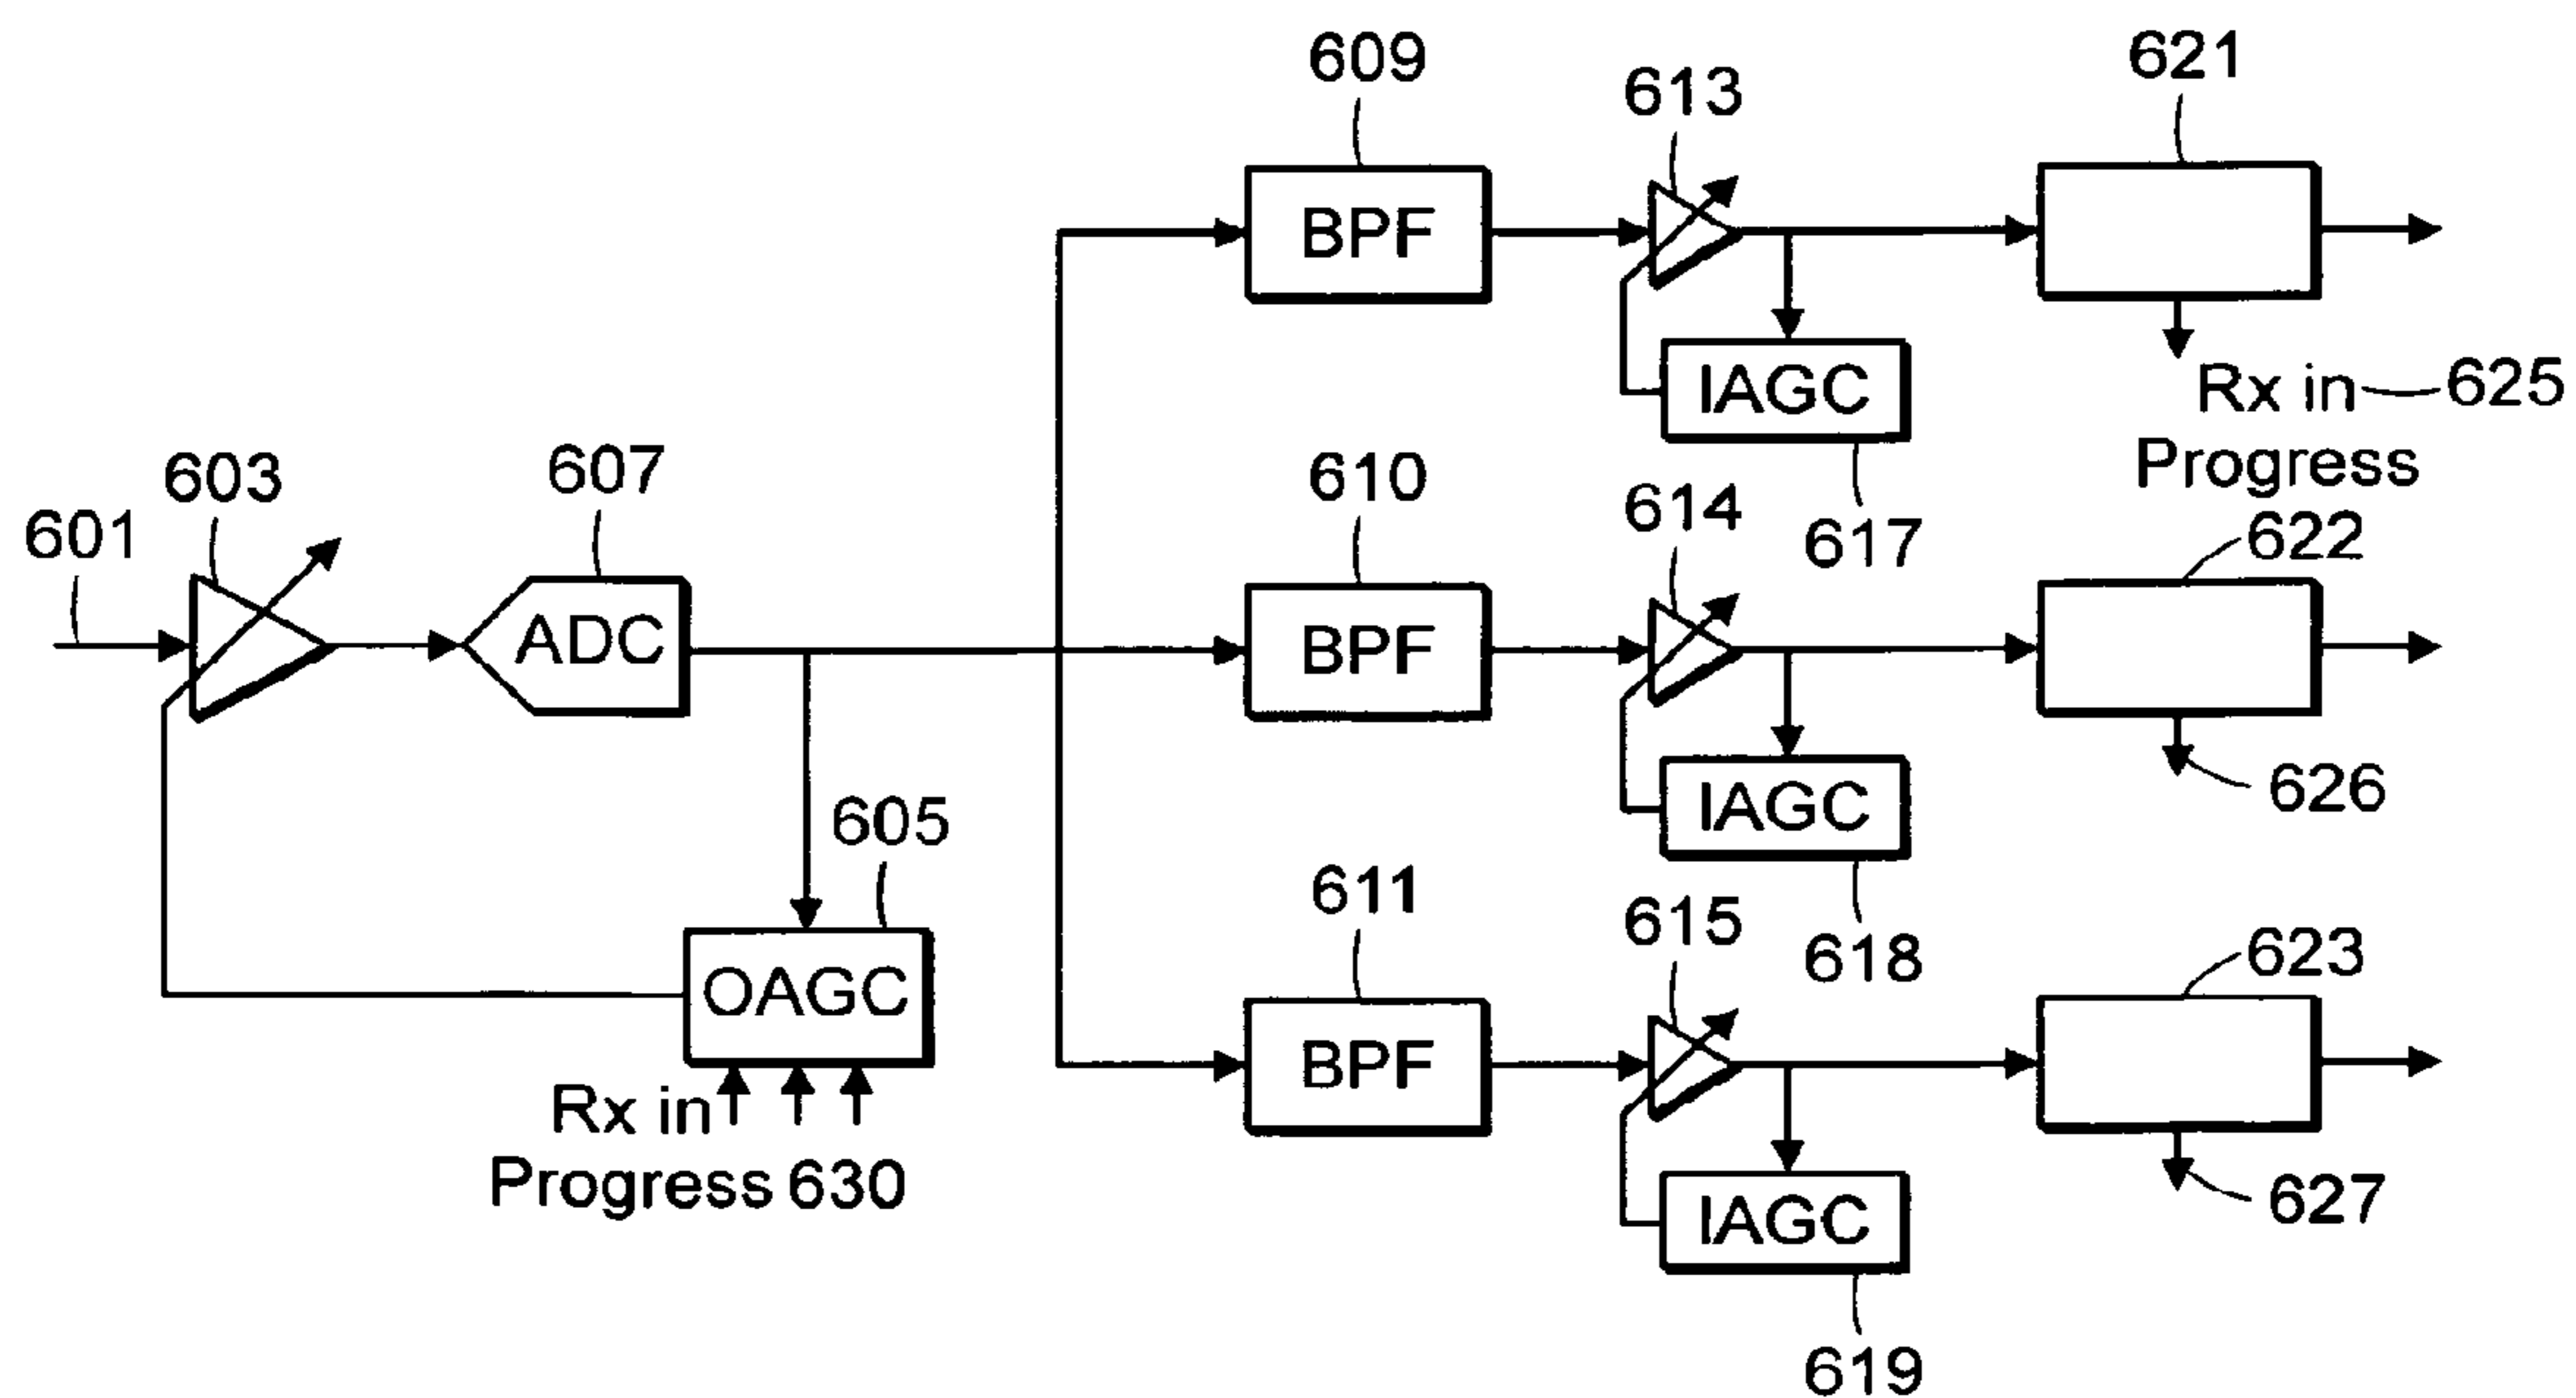 609
613
621
BPF
IAGC
Rx in 625
Progress
617
601
603
607
ADC
610
614
622
BPF
IAGC
626
618
605
OAGC
Rx in
Progress 630
611
615
623
BPF
IAGC
627
619